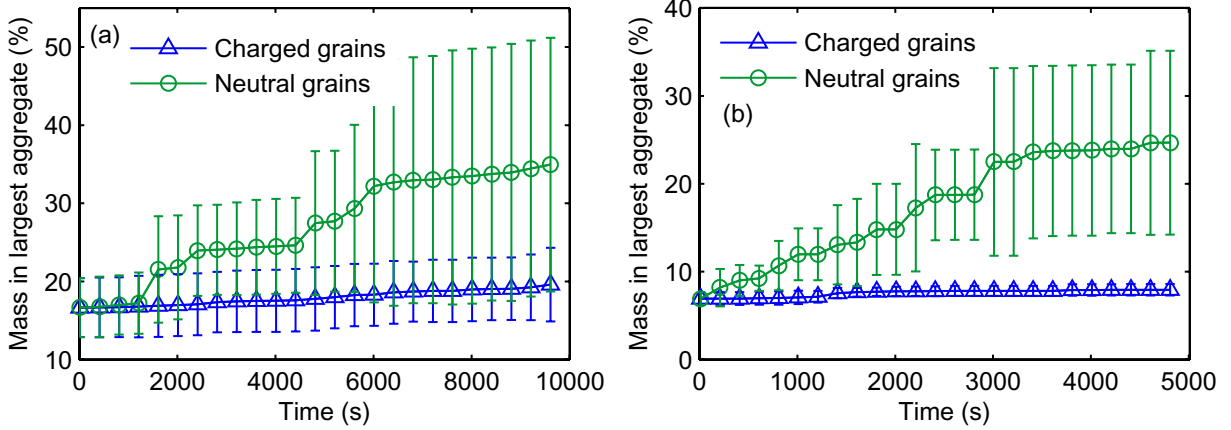 (a)
Charged grains
Neutral grains
Mass in largest aggregate (%)
50
40
30
20
10
0 2000 4000 6000 8000 10000
Time (s)
(b)
Charged grains
Neutral grains
Mass in largest aggregate (%)
40
30
20
10
0
0 1000 2000 3000 4000 5000
Time (s)